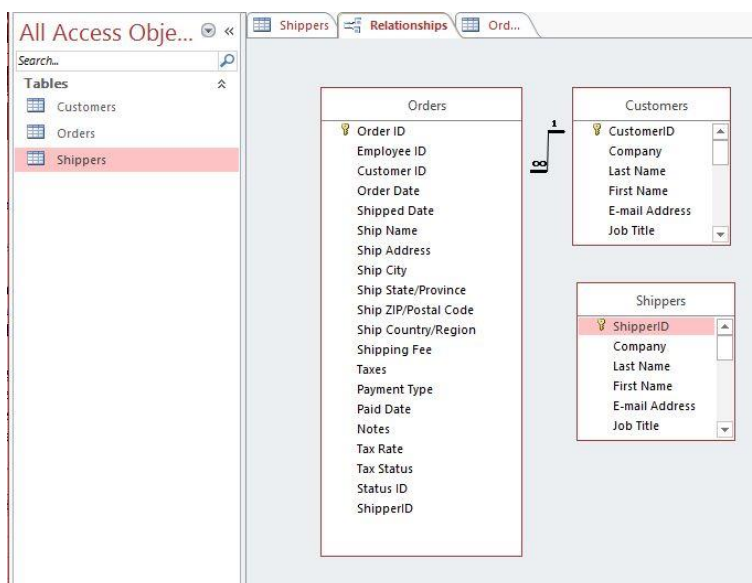 All Access Obje...
Search...
Tables
Customers
Orders
Shippers
Shippers
Relationships
Ord...
Orders
Order ID
Employee ID
Customer ID
Order Date
Shipped Date
Ship Name
Ship Address
Ship City
Ship State/Province
Ship ZIP/Postal Code
Ship Country/Region
Shipping Fee
Taxes
Payment Type
Paid Date
Notes
Tax Rate
Tax Status
Status ID
ShipperID
1
∞
Customers
CustomerID
Company
Last Name
First Name
E-mail Address
Job Title
Shippers
ShipperID
Company
Last Name
First Name
E-mail Address
Job Title